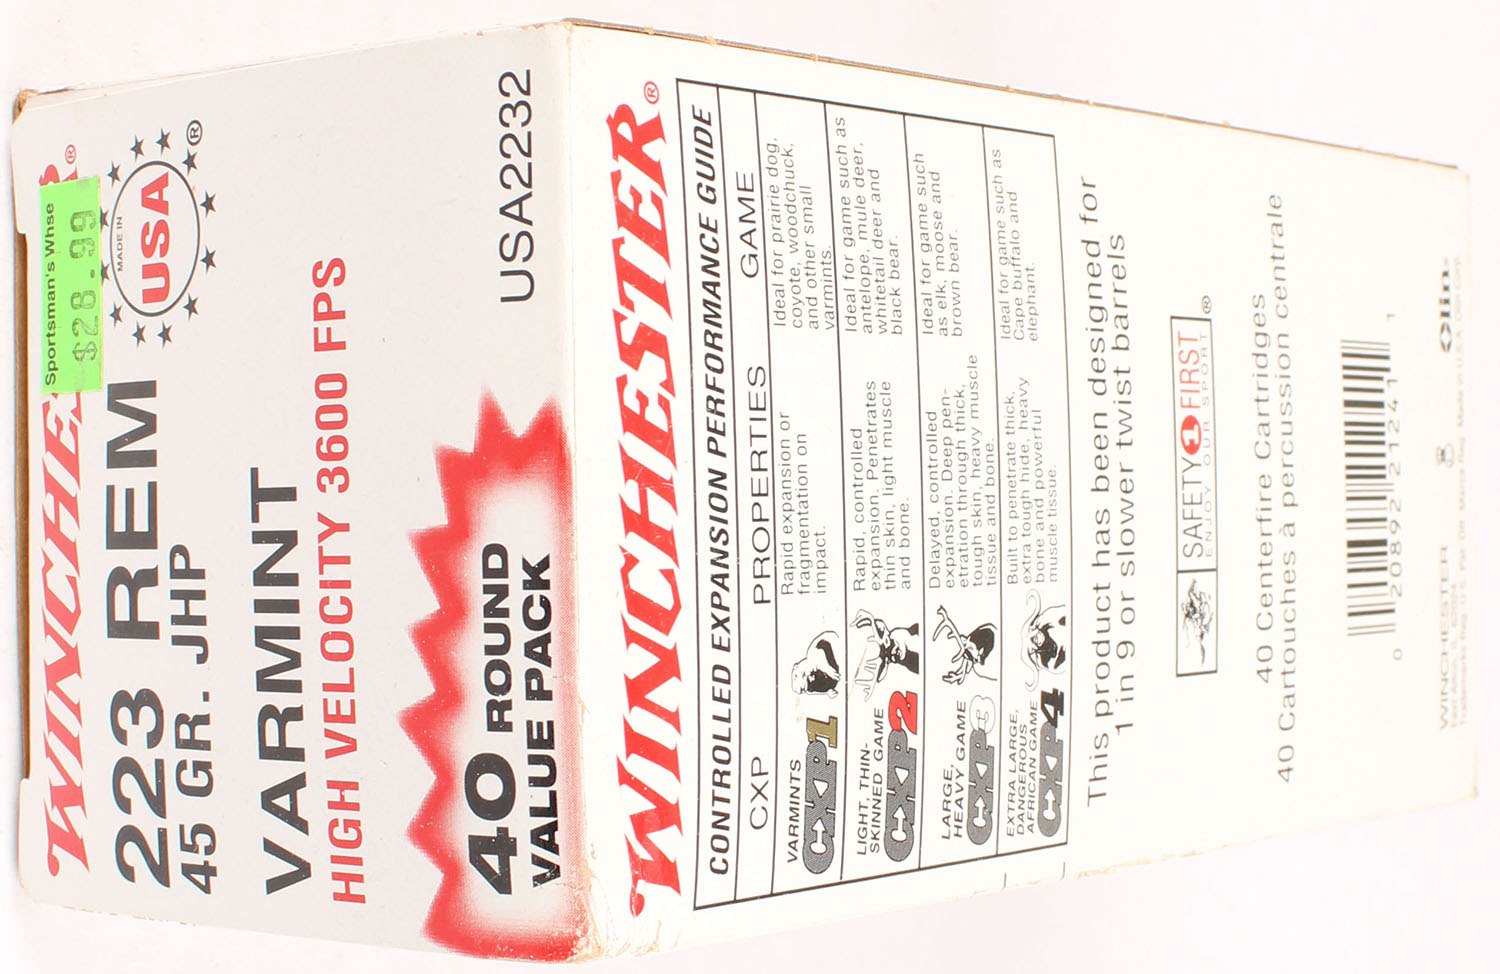 WINCHE
®
Sportsman's Whse
$28.99
MADE IN
USA
®
223 REM
45 GR. JHP
VARMINT
HIGH VELOCITY 3600 FPS
40 ROUND
VALUE PACK
USA2232
WINCHESTER®
CONTROLLED EXPANSION PERFORMANCE GUIDE
CXP PROPERTIES GAME
VARMINTS
CXP1
Rapid expansion or
fragmentation on
impact.
Ideal for prairie dog,
coyote, woodchuck,
and other small
varmints.
LIGHT, THIN-
SKINNED GAME
CXP2
Rapid, controlled
expansion. Penetrates
thin skin, light muscle
and bone.
Ideal for game such as
antelope, mule deer,
whitetail deer and
black bear.
LARGE,
HEAVY GAME
CXP3
Delayed, controlled
expansion. Deep pen-
etration through thick,
tough skin, heavy muscle
tissue and bone.
Ideal for game such
as elk, moose and
brown bear.
EXTRA LARGE,
DANGEROUS
AFRICAN GAME
CXP4
Built to penetrate thick,
extra tough hide, heavy
bone and powerful
muscle tissue.
Ideal for game such as
Cape buffalo and
elephant.
This product has been designed for
1 in 9 or slower twist barrels
SAFETY 1 FIRST
ENJOY OUR SPORT
®
40 Centerfire Cartridges
40 Cartouches à percussion centrale
0 20892 21241 1
WINCHESTER
Olin